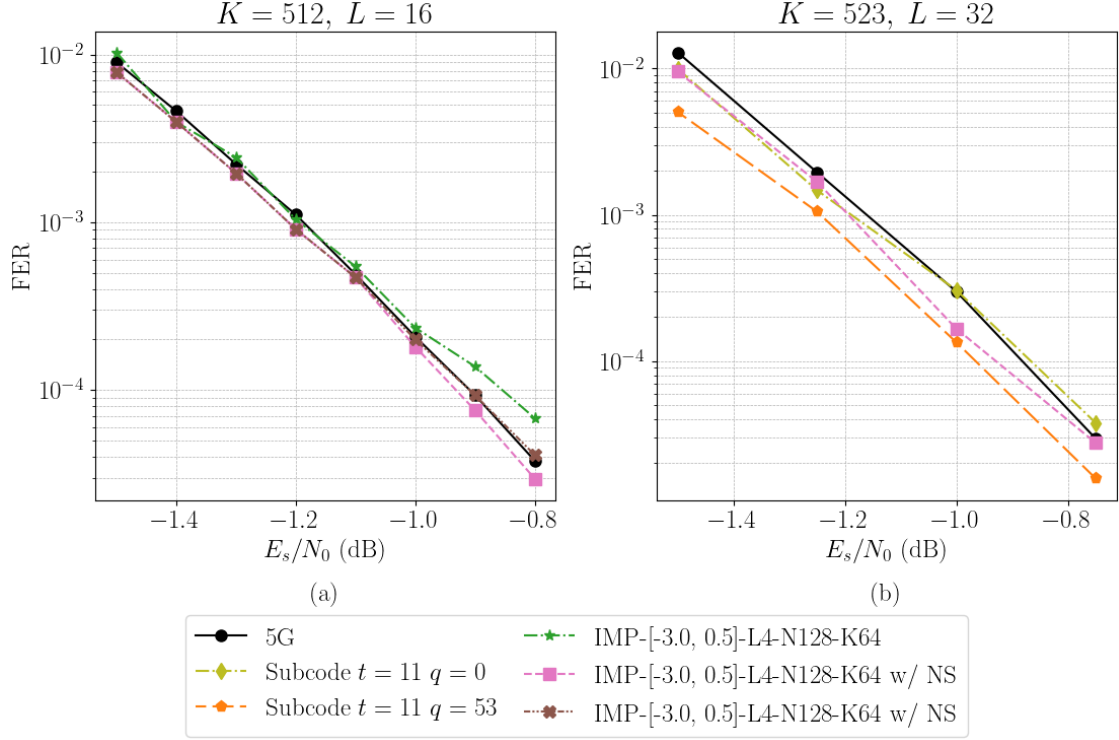 K = 512, L = 16
10⁻²
10⁻³
10⁻⁴
FER
−1.4
−1.2
−1.0
−0.8
E_s/N_0 (dB)
(a)
K = 523, L = 32
10⁻²
10⁻³
10⁻⁴
FER
−1.4
−1.2
−1.0
−0.8
E_s/N_0 (dB)
(b)
5G
Subcode t = 11 q = 0
Subcode t = 11 q = 53
IMP-[-3.0, 0.5]-L4-N128-K64
IMP-[-3.0, 0.5]-L4-N128-K64 w/ NS
IMP-[-3.0, 0.5]-L4-N128-K64 w/ NS